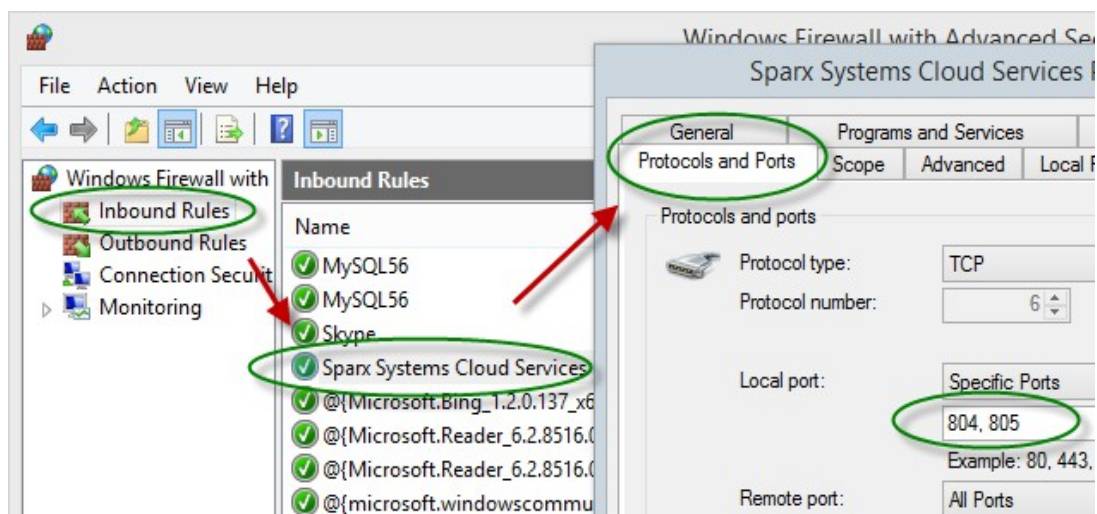 Windows Firewall with Advanced Sec
File Action View Help
Windows Firewall with
Inbound Rules
Outbound Rules
Connection Securit
Monitoring
Inbound Rules
Name
MySQL56
MySQL56
Skype
Sparx Systems Cloud Services
@{Microsoft.Bing_1.2.0.137_x6
@{Microsoft.Reader_6.2.8516.0
@{Microsoft.Reader_6.2.8516.0
@{microsoft.windowscommu
Sparx Systems Cloud Services P
General Programs and Services
Protocols and Ports Scope Advanced Local P
Protocols and ports
Protocol type: TCP
Protocol number: 6
Local port: Specific Ports
804, 805
Example: 80, 443,
Remote port: All Ports